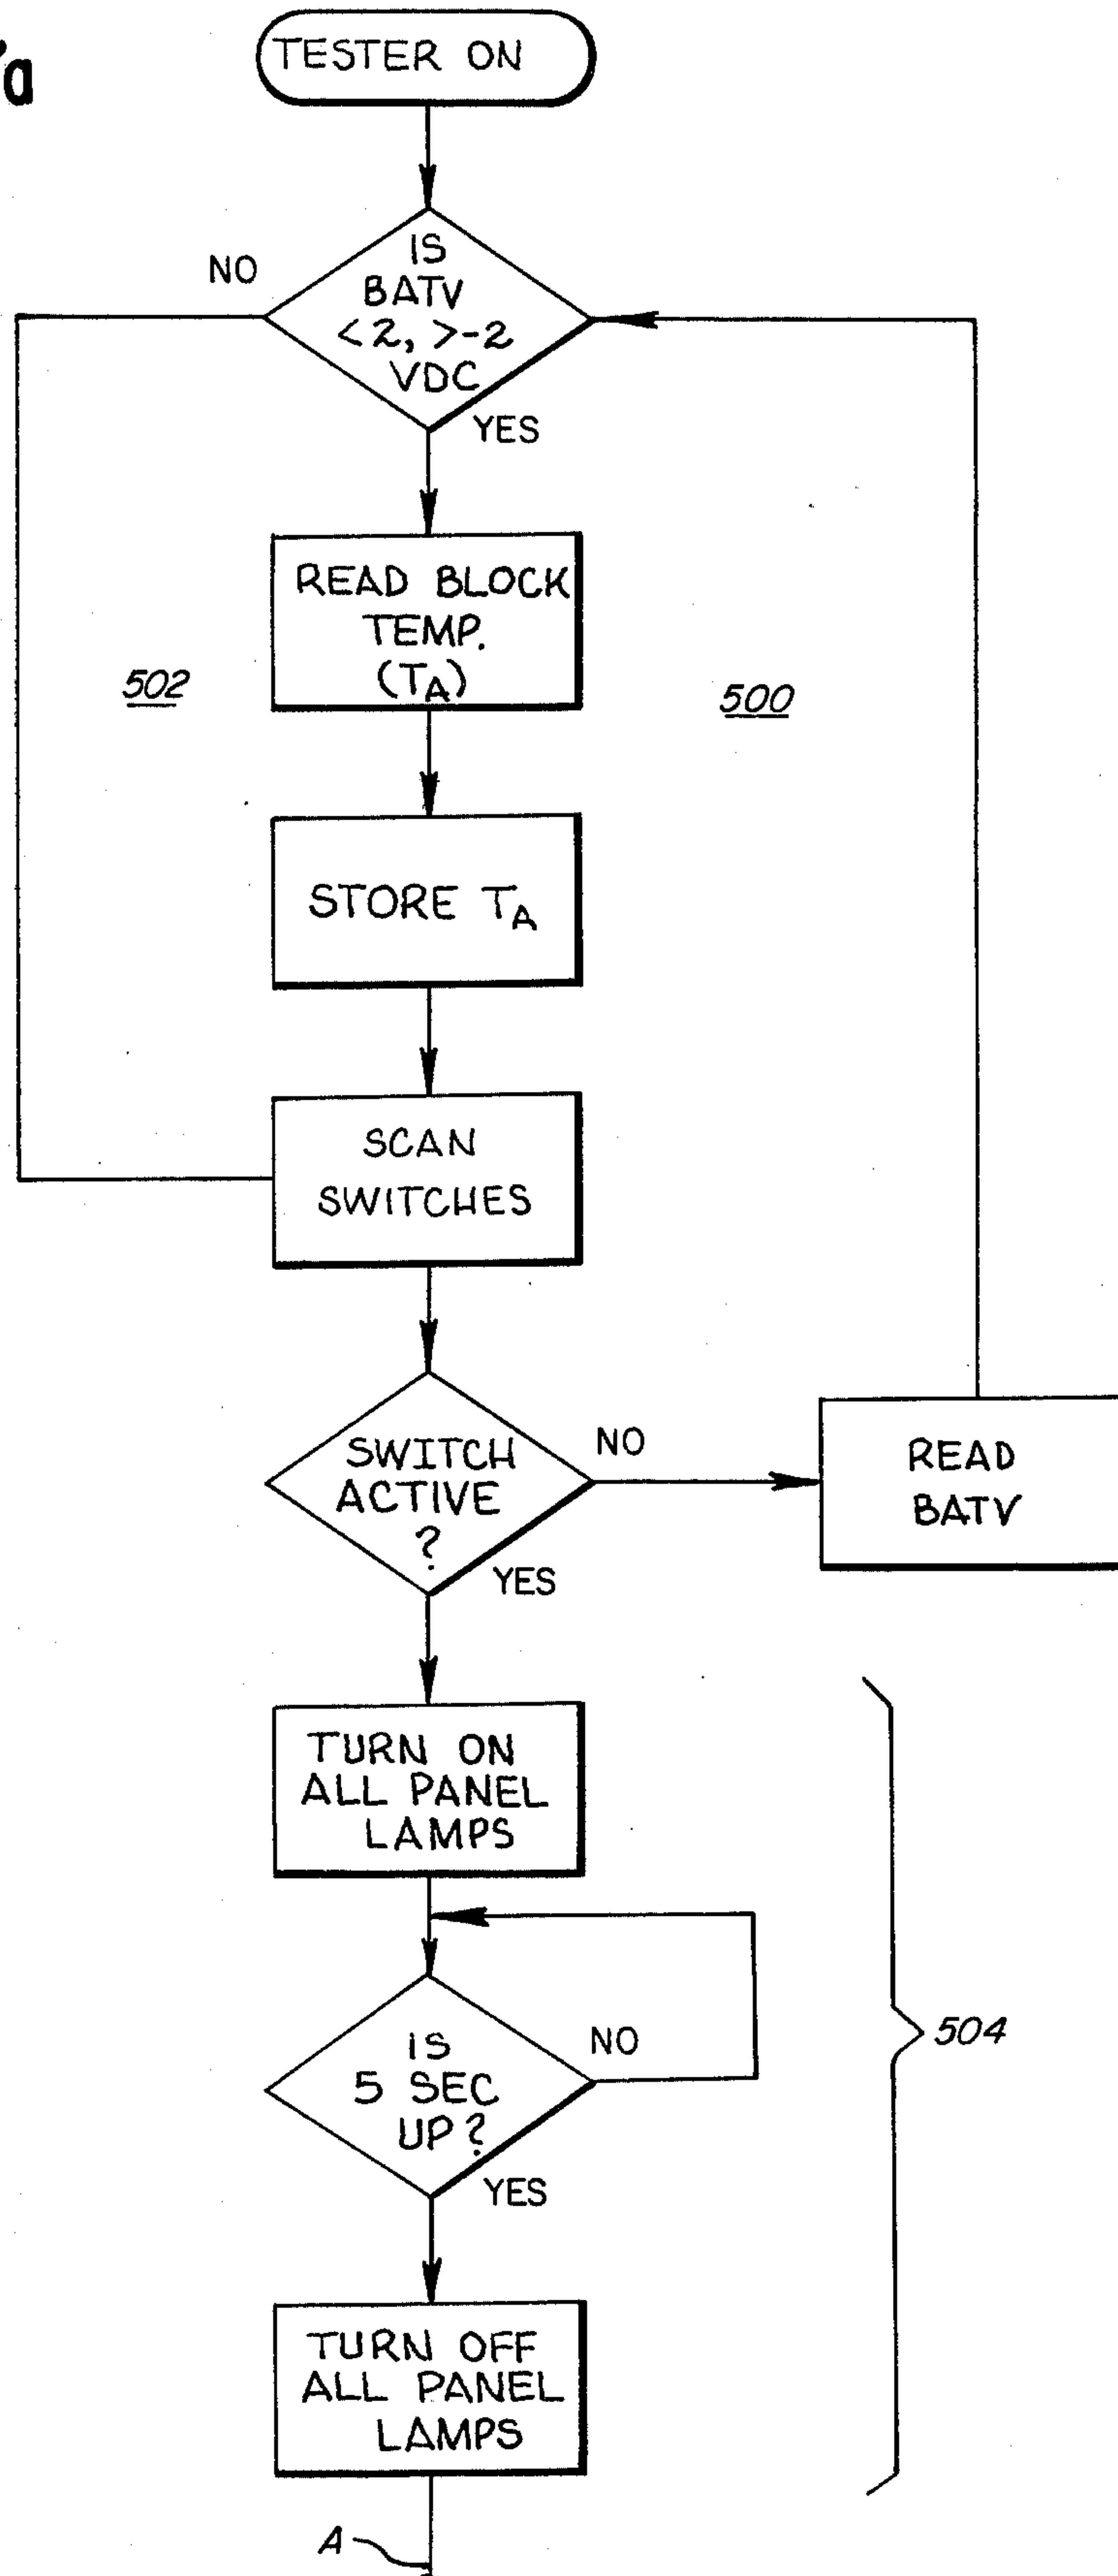 a
TESTER ON
IS
BATV
<2, >-2
VDC
NO
YES
READ BLOCK
TEMP.
(TA)
502
500
STORE TA
SCAN
SWITCHES
SWITCH
ACTIVE
?
NO
YES
READ
BATV
TURN ON
ALL PANEL
LAMPS
IS
5 SEC
UP?
NO
YES
504
TURN OFF
ALL PANEL
LAMPS
A